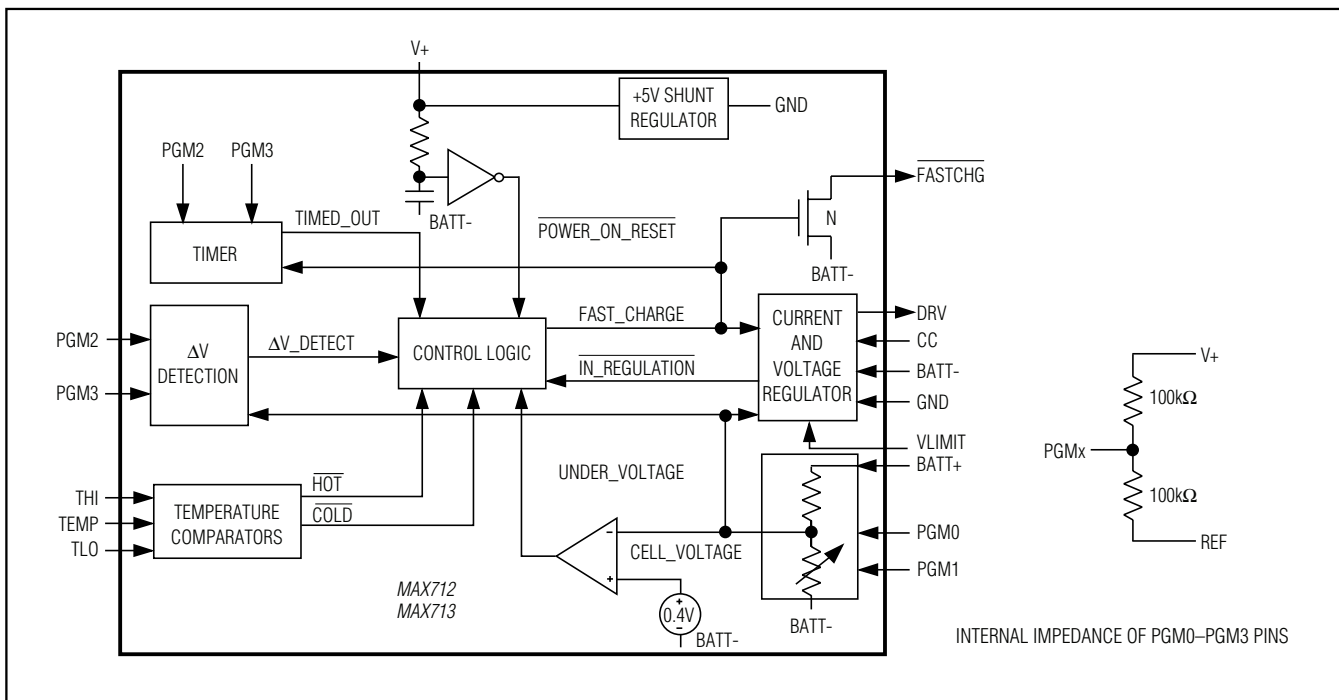 V+
+5V SHUNT
REGULATOR
GND
PGM2
PGM3
FASTCHG
TIMED_OUT
BATT-
POWER_ON_RESET
N
TIMER
BATT-
FAST_CHARGE
CURRENT
AND
VOLTAGE
REGULATOR
DRV
CC
BATT-
GND
PGM2
PGM3
ΔV
DETECTION
ΔV_DETECT
CONTROL LOGIC
IN_REGULATION
V+
100kΩ
PGMx
100kΩ
REF
VLIMIT
BATT+
UNDER_VOLTAGE
HOT
COLD
THI
TEMP
TLO
TEMPERATURE
COMPARATORS
-
+
CELL_VOLTAGE
PGM0
PGM1
MAX712
MAX713
+
0.4V
-
BATT-
BATT-
INTERNAL IMPEDANCE OF PGM0–PGM3 PINS